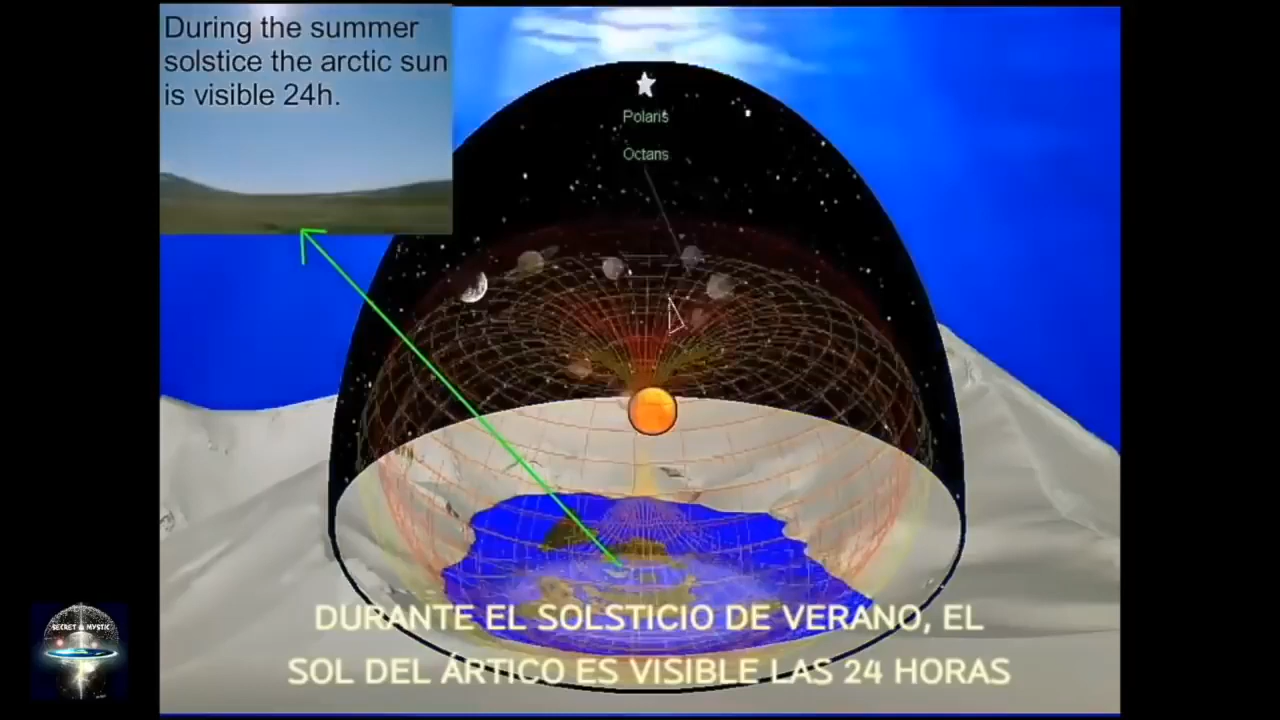 During the summer
solstice the arctic sun
is visible 24h.
Polaris
Octans
DURANTE EL SOLSTICIO DE VERANO, EL
SOL DEL ÁRTICO ES VISIBLE LAS 24 HORAS
SECRET & MYSTIC